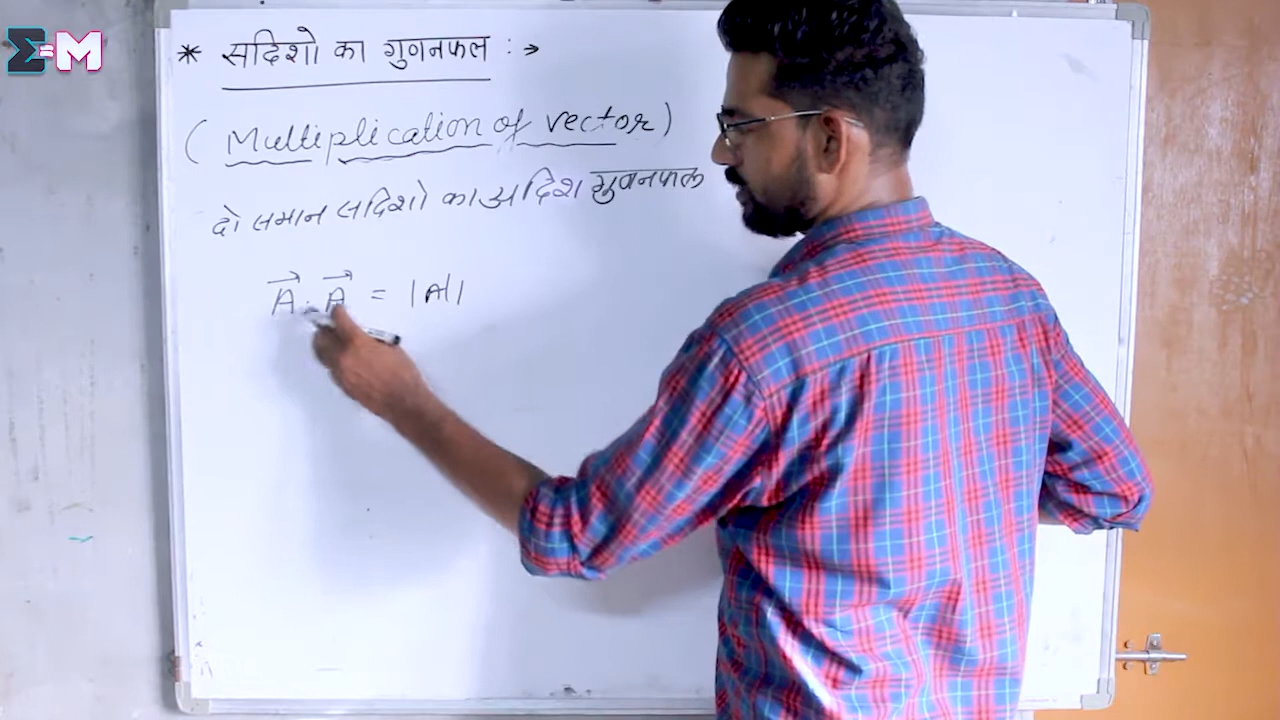 Σ=M
* सदिशो का गुणनफल :→
(Multiplication of vector)
दो समान सदिशो का अदिश गुणनफल
A⃗ . A⃗ = |A||